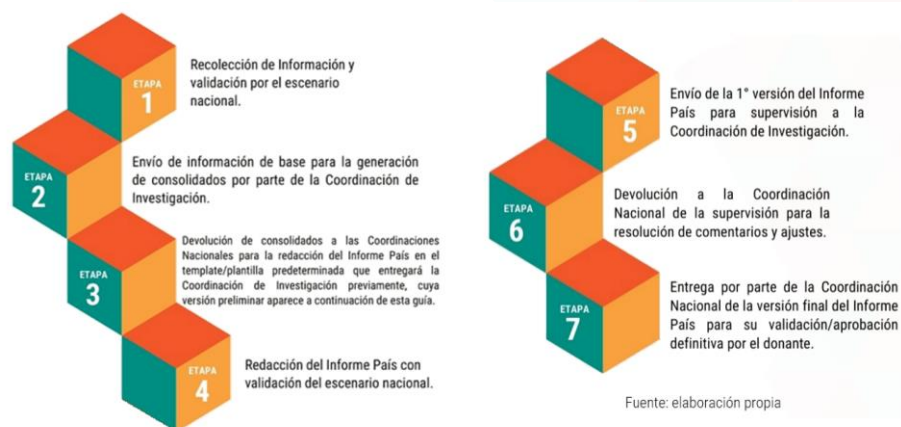 ETAPA
1
Recolección de Información y
validación por el escenario
nacional.
ETAPA
2
Envío de información de base para la generación
de consolidados por parte de la Coordinación de
Investigación.
ETAPA
3
Devolución de consolidados a las Coordinaciones
Nacionales para la redacción del Informe País en el
template/plantilla predeterminada que entregará la
Coordinación de Investigación previamente, cuya
versión preliminar aparece a continuación de esta guía.
ETAPA
4
Redacción del Informe País con
validación del escenario nacional.
ETAPA
5
Envío de la 1° versión del Informe
País para supervisión a la
Coordinación de Investigación.
ETAPA
6
Devolución a la Coordinación
Nacional de la supervisión para la
resolución de comentarios y ajustes.
ETAPA
7
Entrega por parte de la Coordinación
Nacional de la versión final del Informe
País para su validación/aprobación
definitiva por el donante.
Fuente: elaboración propia